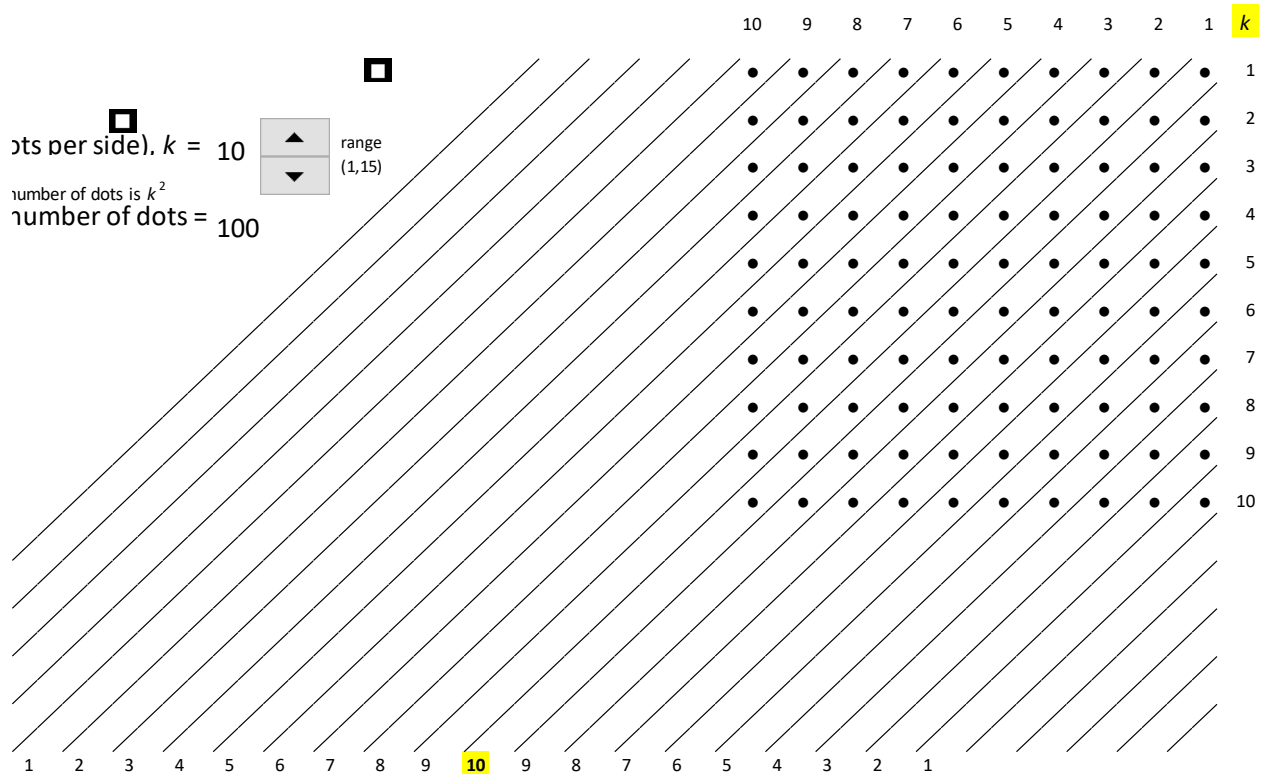 10 9 8 7 6 5 4 3 2 1 k
1
2
ots per side), k = 10
range
(1,15)
3
number of dots is k²
number of dots = 100
4
5
6
7
8
9
10
1 2 3 4 5 6 7 8 9 10 9 8 7 6 5 4 3 2 1